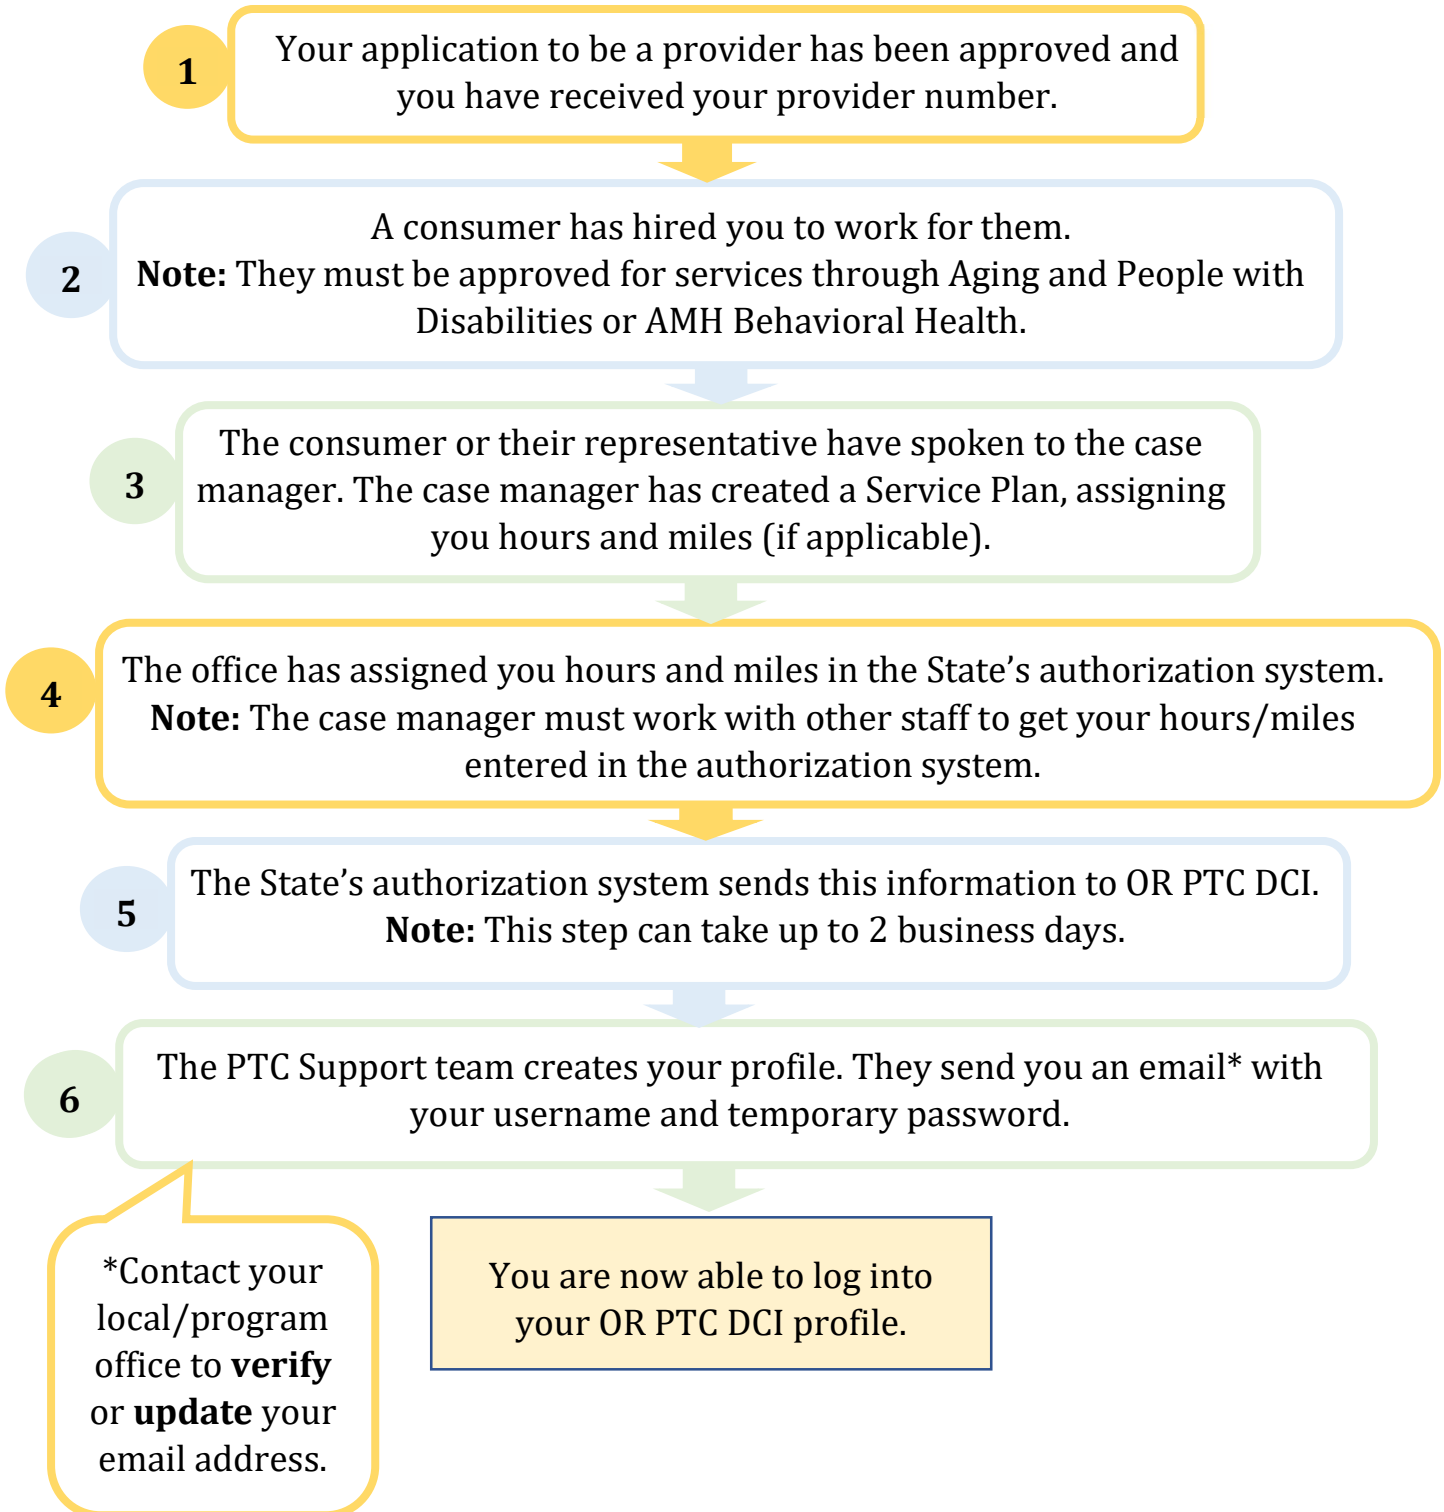 1
Your application to be a provider has been approved and
you have received your provider number.
2
A consumer has hired you to work for them.
Note: They must be approved for services through Aging and People with
Disabilities or AMH Behavioral Health.
3
The consumer or their representative have spoken to the case
manager. The case manager has created a Service Plan, assigning
you hours and miles (if applicable).
4
The office has assigned you hours and miles in the State’s authorization system.
Note: The case manager must work with other staff to get your hours/miles
entered in the authorization system.
5
The State’s authorization system sends this information to OR PTC DCI.
Note: This step can take up to 2 business days.
6
The PTC Support team creates your profile. They send you an email* with
your username and temporary password.
*Contact your
local/program
office to verify
or update your
email address.
You are now able to log into
your OR PTC DCI profile.